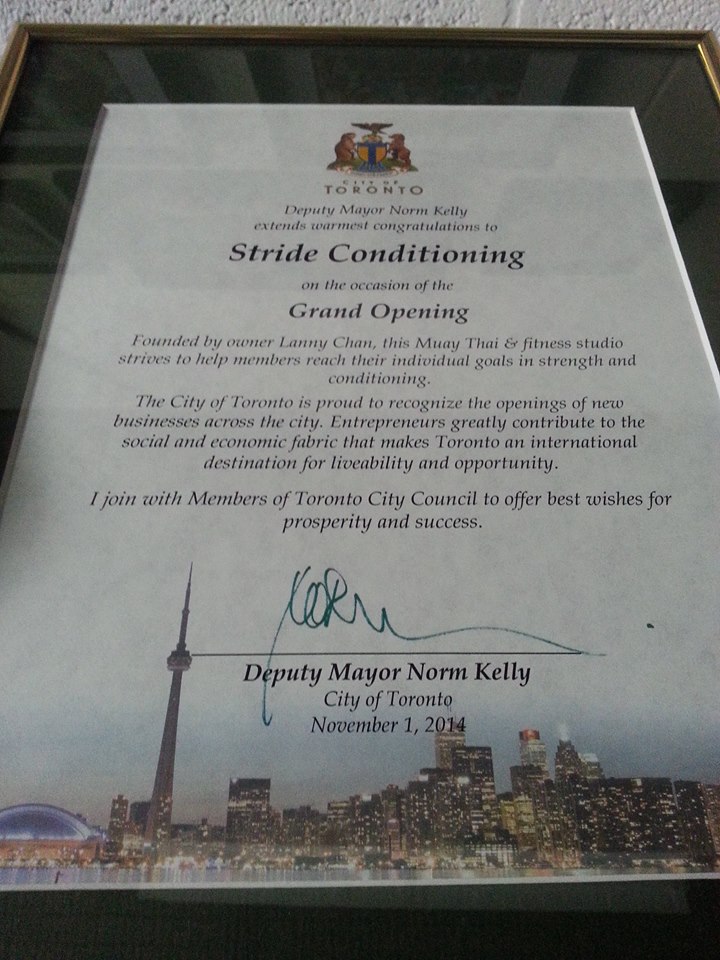 CITY OF
TORONTO
Deputy Mayor Norm Kelly
extends warmest congratulations to
Stride Conditioning
on the occasion of the
Grand Opening
Founded by owner Lanny Chan, this Muay Thai & fitness studio
strives to help members reach their individual goals in strength and
conditioning.
The City of Toronto is proud to recognize the openings of new
businesses across the city. Entrepreneurs greatly contribute to the
social and economic fabric that makes Toronto an international
destination for liveability and opportunity.
I join with Members of Toronto City Council to offer best wishes for
prosperity and success.
Deputy Mayor Norm Kelly
City of Toronto
November 1, 2014